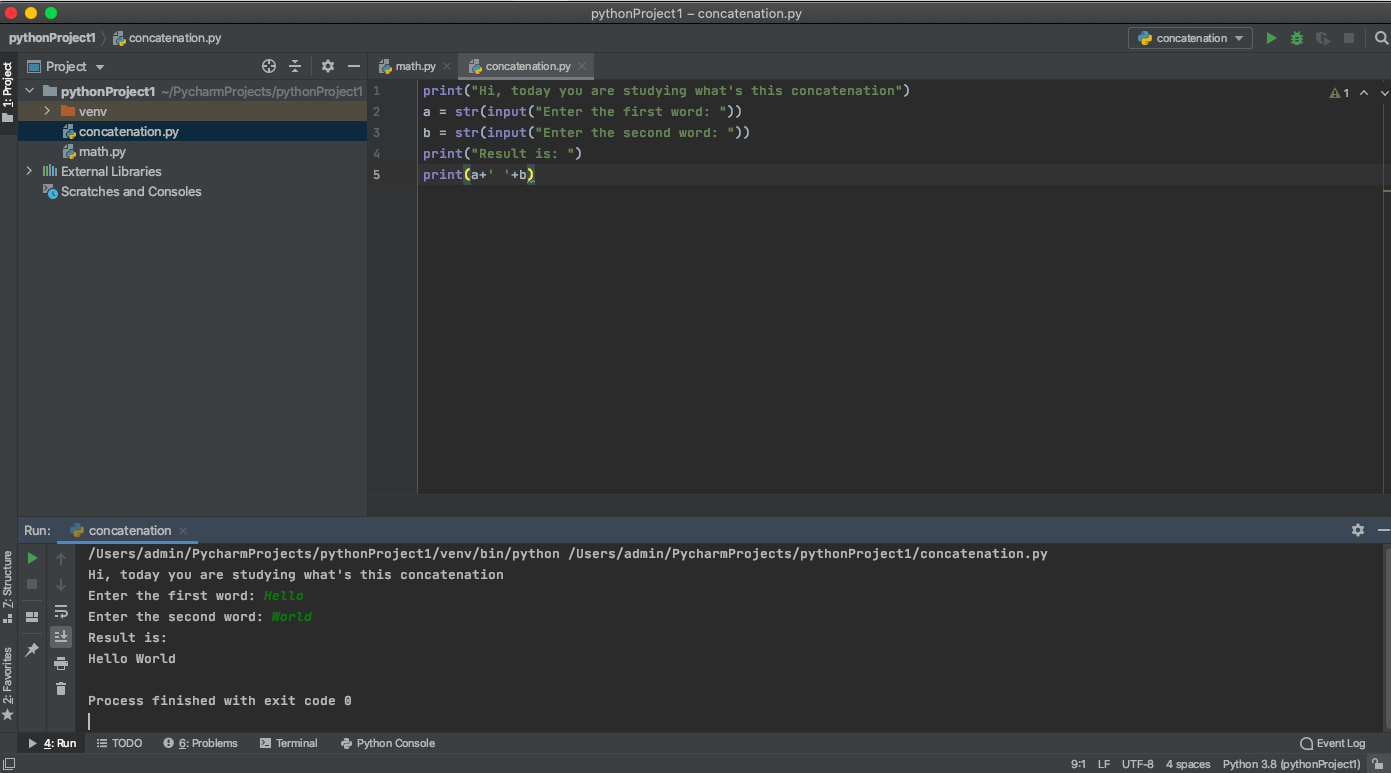 pythonProject1 – concatenation.py
pythonProject1 concatenation.py
concatenation
1: Project
Project
math.py concatenation.py
pythonProject1 ~/PycharmProjects/pythonProject1
venv
concatenation.py
math.py
External Libraries
Scratches and Consoles
1 print("Hi, today you are studying what's this concatenation")
2 a = str(input("Enter the first word: "))
3 b = str(input("Enter the second word: "))
4 print("Result is: ")
5 print(a+' '+b)
1
Run: concatenation
/Users/admin/PycharmProjects/pythonProject1/venv/bin/python /Users/admin/PycharmProjects/pythonProject1/concatenation.py
Hi, today you are studying what's this concatenation
Enter the first word: Hello
Enter the second word: World
Result is:
Hello World
Process finished with exit code 0
Z: Structure
2: Favorites
4: Run TODO 6: Problems Terminal Python Console Event Log
9:1 LF UTF-8 4 spaces Python 3.8 (pythonProject1)